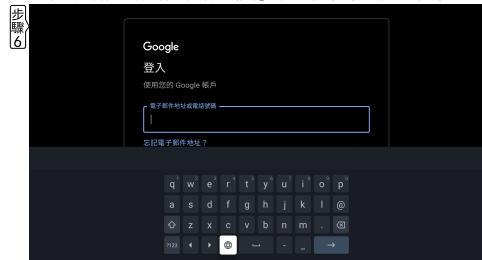 步驟6
Google
登入
使用您的 Google 帳戶
電子郵件地址或電話號碼
忘記電子郵件地址？
q w e r t y u i o p
a s d f g h j k l @
z x c v b n m .
?123 - _